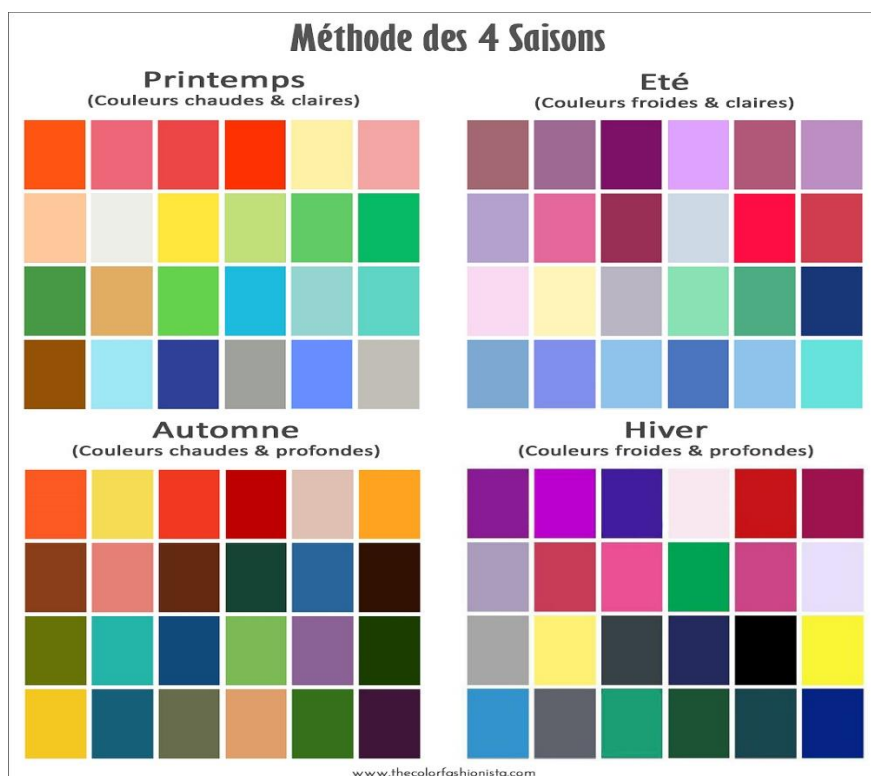 Méthode des 4 Saisons
Printemps
(Couleurs chaudes & claires)
Eté
(Couleurs froides & claires)
Automne
(Couleurs chaudes & profondes)
Hiver
(Couleurs froides & profondes)
www.thecolorfashionista.com